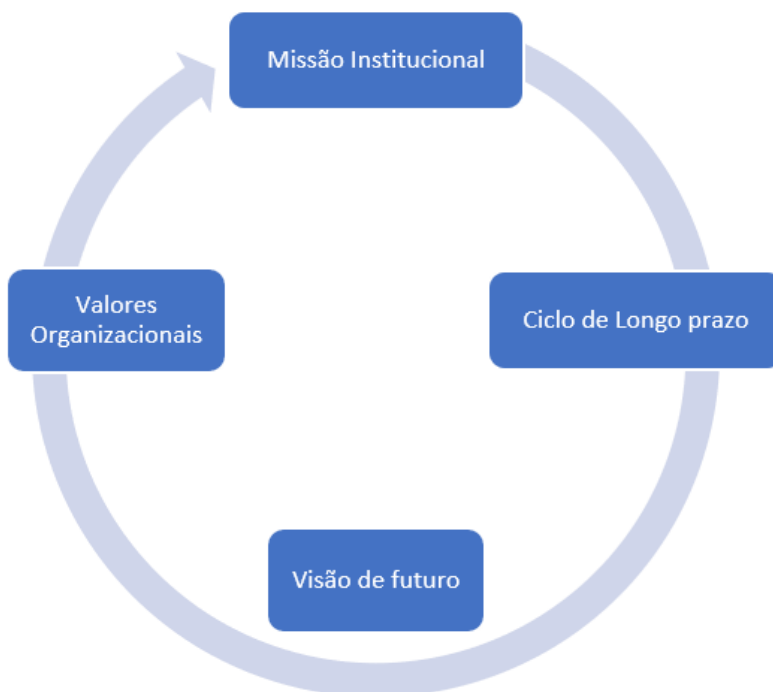 Missão Institucional
Ciclo de Longo prazo
Visão de futuro
Valores
Organizacionais